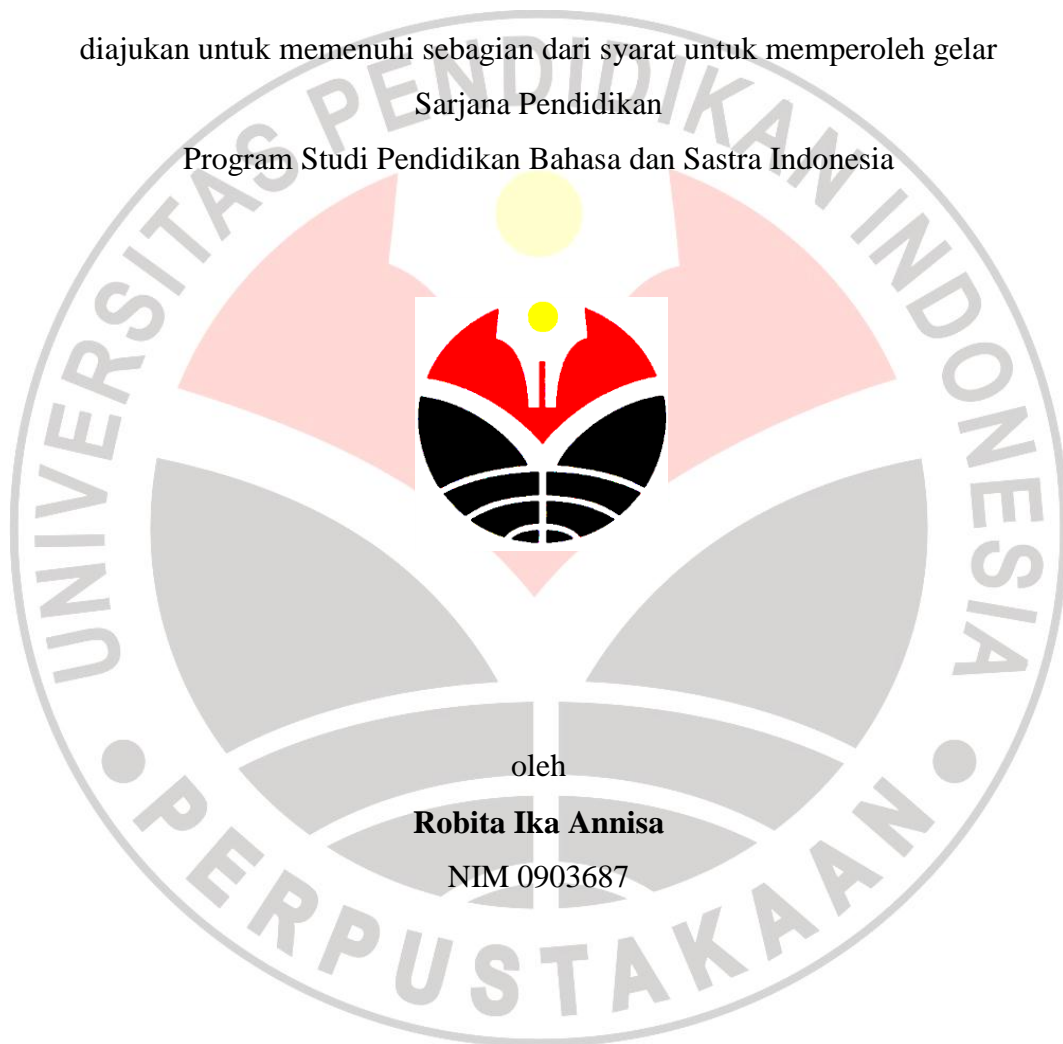 diajukan untuk memenuhi sebagian dari syarat untuk memperoleh gelar
Sarjana Pendidikan
Program Studi Pendidikan Bahasa dan Sastra Indonesia
UNIVERSITAS PENDIDIKAN INDONESIA
oleh
Robita Ika Annisa
NIM 0903687
PERPUSTAKAAN